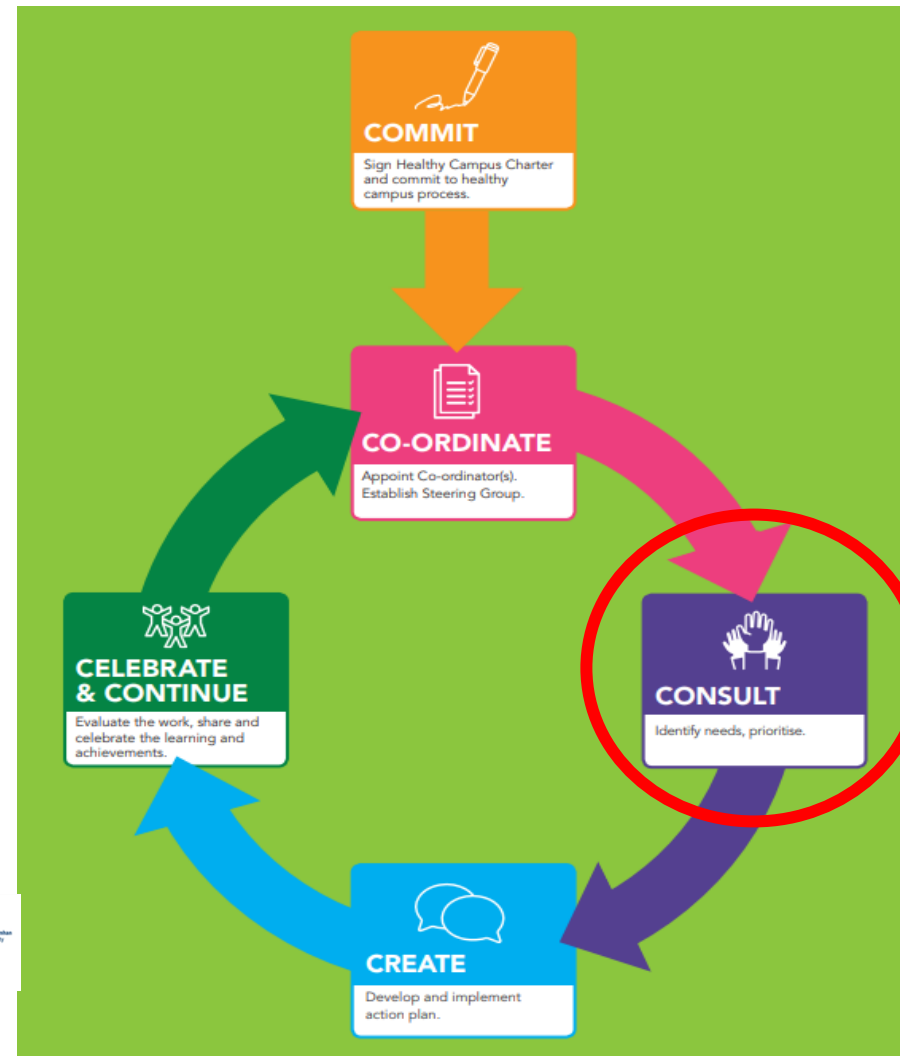 COMMIT
Sign Healthy Campus Charter
and commit to healthy
campus process.
CO-ORDINATE
Appoint Co-ordinator(s).
Establish Steering Group.
CONSULT
Identify needs, prioritise.
CREATE
Develop and implement
action plan.
CELEBRATE
& CONTINUE
Evaluate the work, share and
celebrate the learning and
achievements.